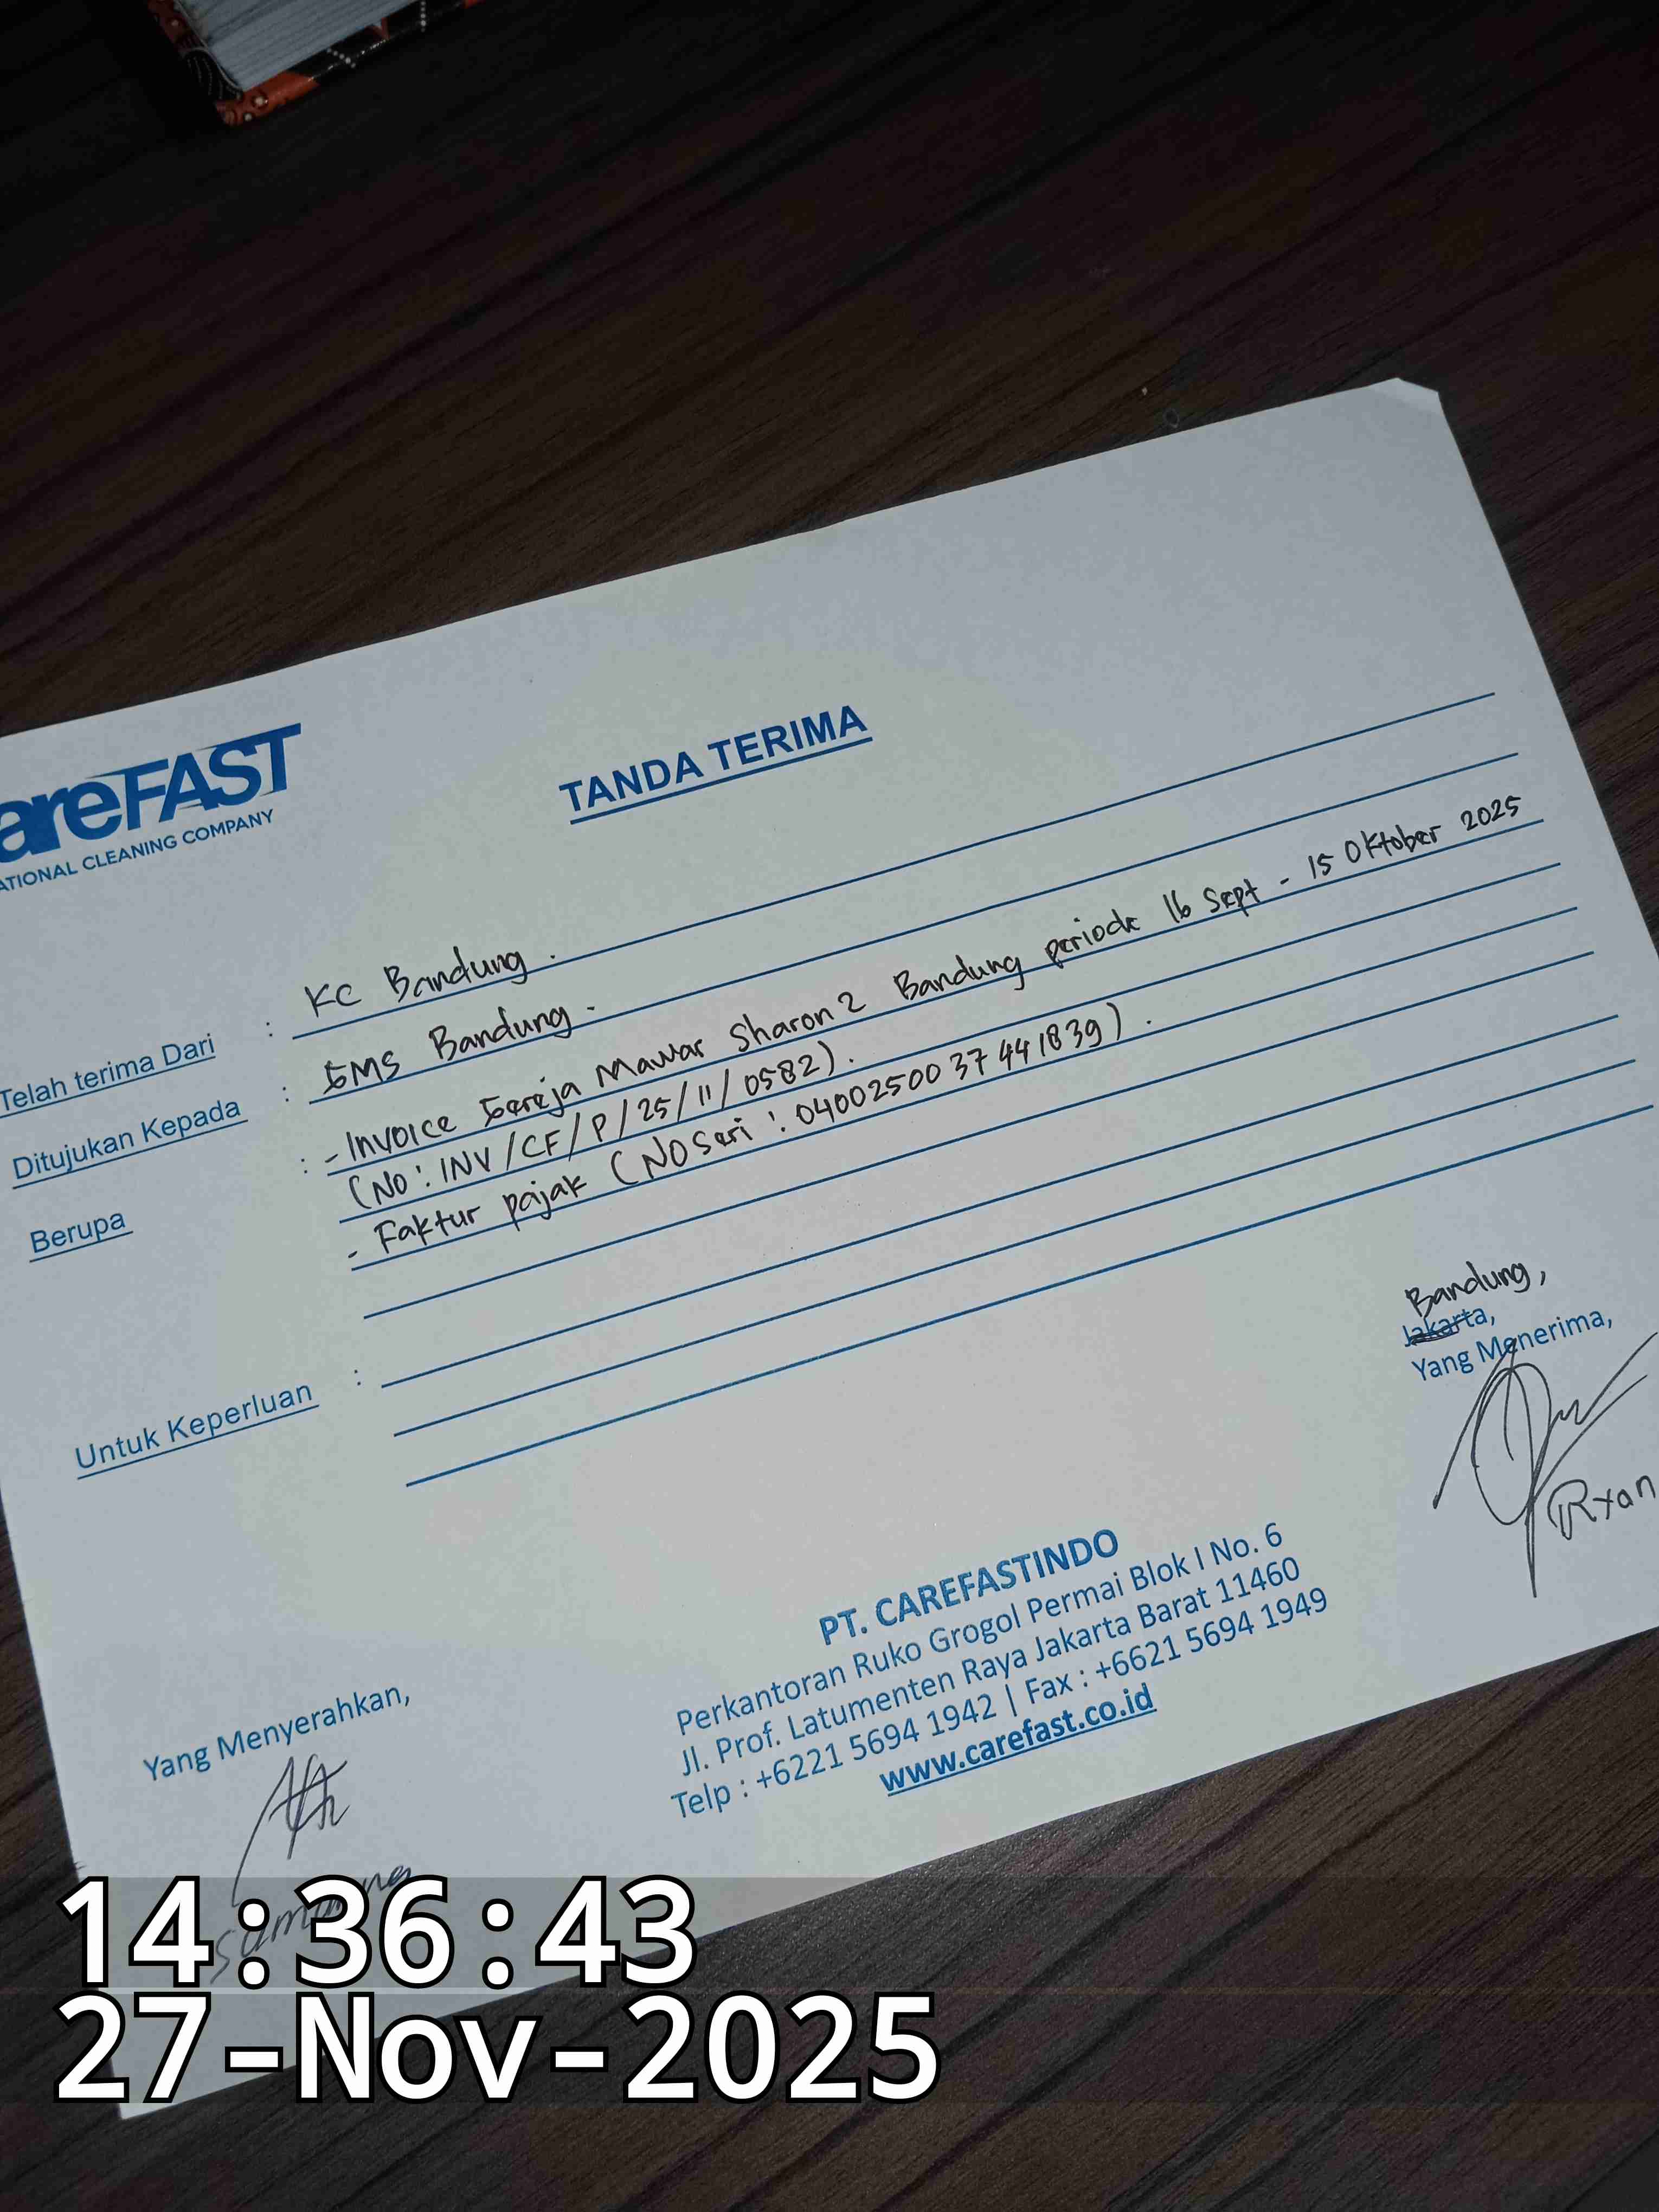 areFAST
ATIONAL CLEANING COMPANY
TANDA TERIMA
Telah terima Dari : KC Bandung.
Ditujukan Kepada : GMS Bandung.
Berupa : - Invoice Gereja Mawar Sharon 2 Bandung periode 16 Sept - 15 Oktober 2025
(No : INV/CF/P/25/11/0582).
- Faktur pajak (No Seri : 04002500 37 441839).
Untuk Keperluan :
Bandung,
Jakarta,
Yang Menerima,
Ryan
Yang Menyerahkan,
PT. CAREFASTINDO
Perkantoran Ruko Grogol Permai Blok I No. 6
Jl. Prof. Latumenten Raya Jakarta Barat 11460
Telp : +6221 5694 1942 | Fax : +6621 5694 1949
www.carefast.co.id
14:36:43
27-Nov-2025